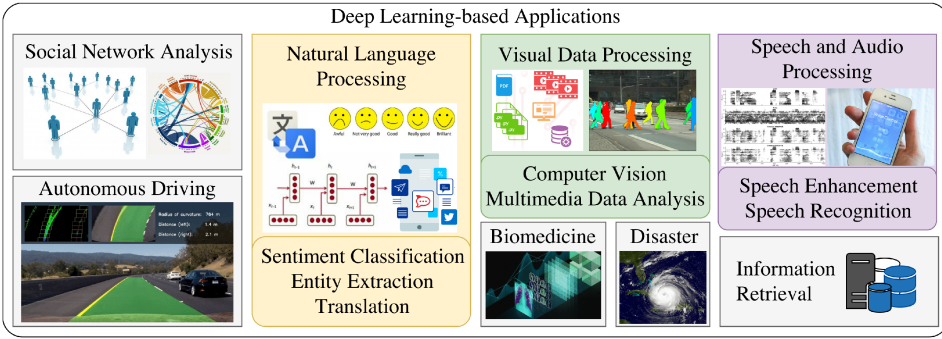 Deep Learning-based Applications
Social Network Analysis
Autonomous Driving
Radius of curvature: 764 m
Distance (left): 1.4 m
Distance (right): 2.1 m
Natural Language
Processing
文
A
Awful
Not very good
Good
Really good
Brilliant
W
W
Sentiment Classification
Entity Extraction
Translation
Visual Data Processing
PDF
Computer Vision
Multimedia Data Analysis
Biomedicine
Disaster
Speech and Audio
Processing
Speech Enhancement
Speech Recognition
Information
Retrieval